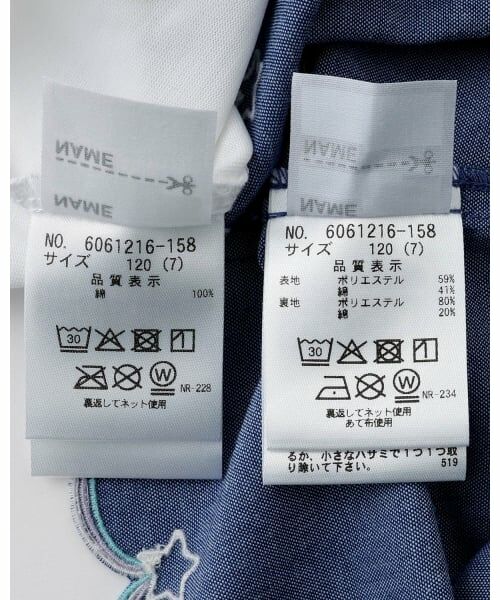 NAME
NAME
NO. 6061216-158
サイズ 120 (7)
品質表示
綿 100%
30
W
NR-228
裏返してネット使用
NAME
NAME
NO. 6061216-158
サイズ 120 (7)
品質表示
表地 ポリエステル 59%
綿 41%
裏地 ポリエステル 80%
綿 20%
30
W
NR-234
裏返してネット使用
あて布使用
るか、小さなハサミで1つ1つ取
り除いて下さい。 519